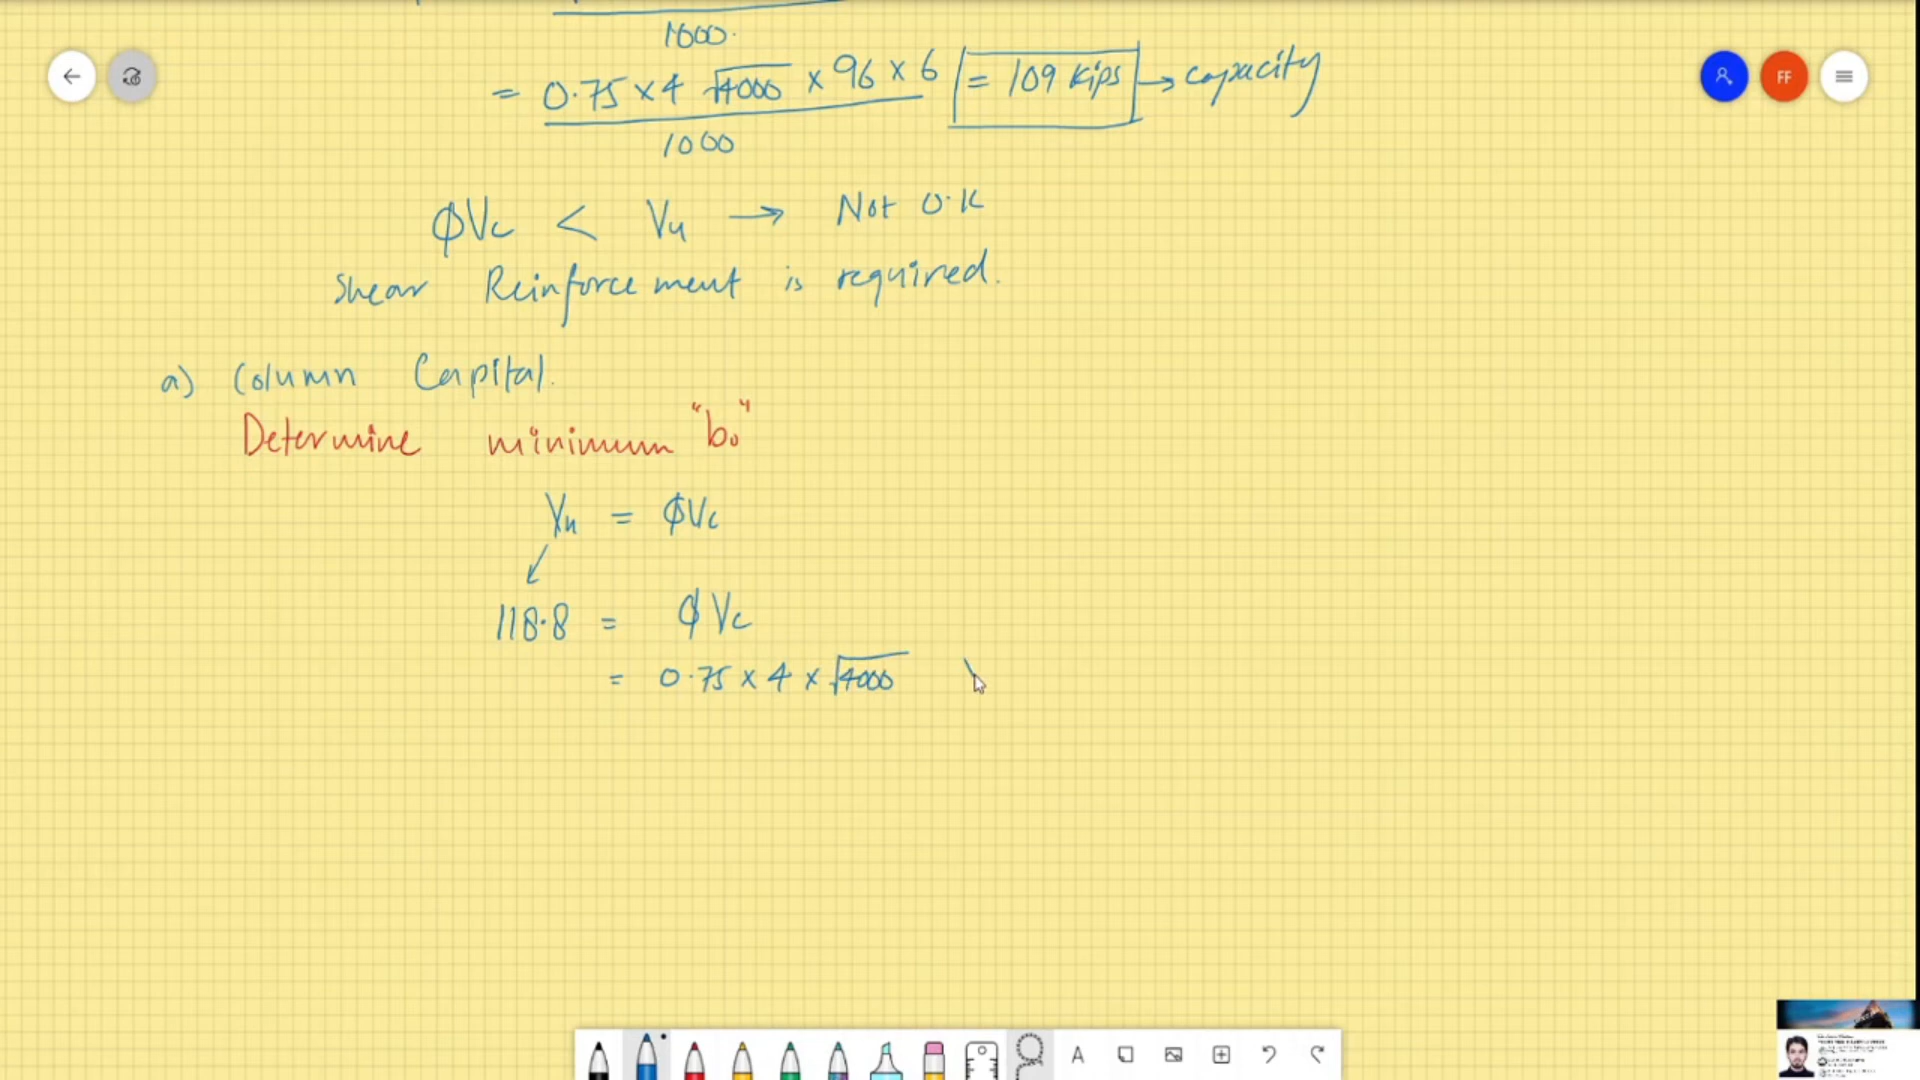 1000.
= 0.75 × 4 √4000 × 96 × 6 = 109 Kips → capacity
1000
FF
ϕVc < Vu → Not O.K
Shear Reinforcement is required.
a) Column Capital.
Determine minimum "bo"
Vu = ϕVc
118.8 = ϕVc
= 0.75 × 4 × √4000
A